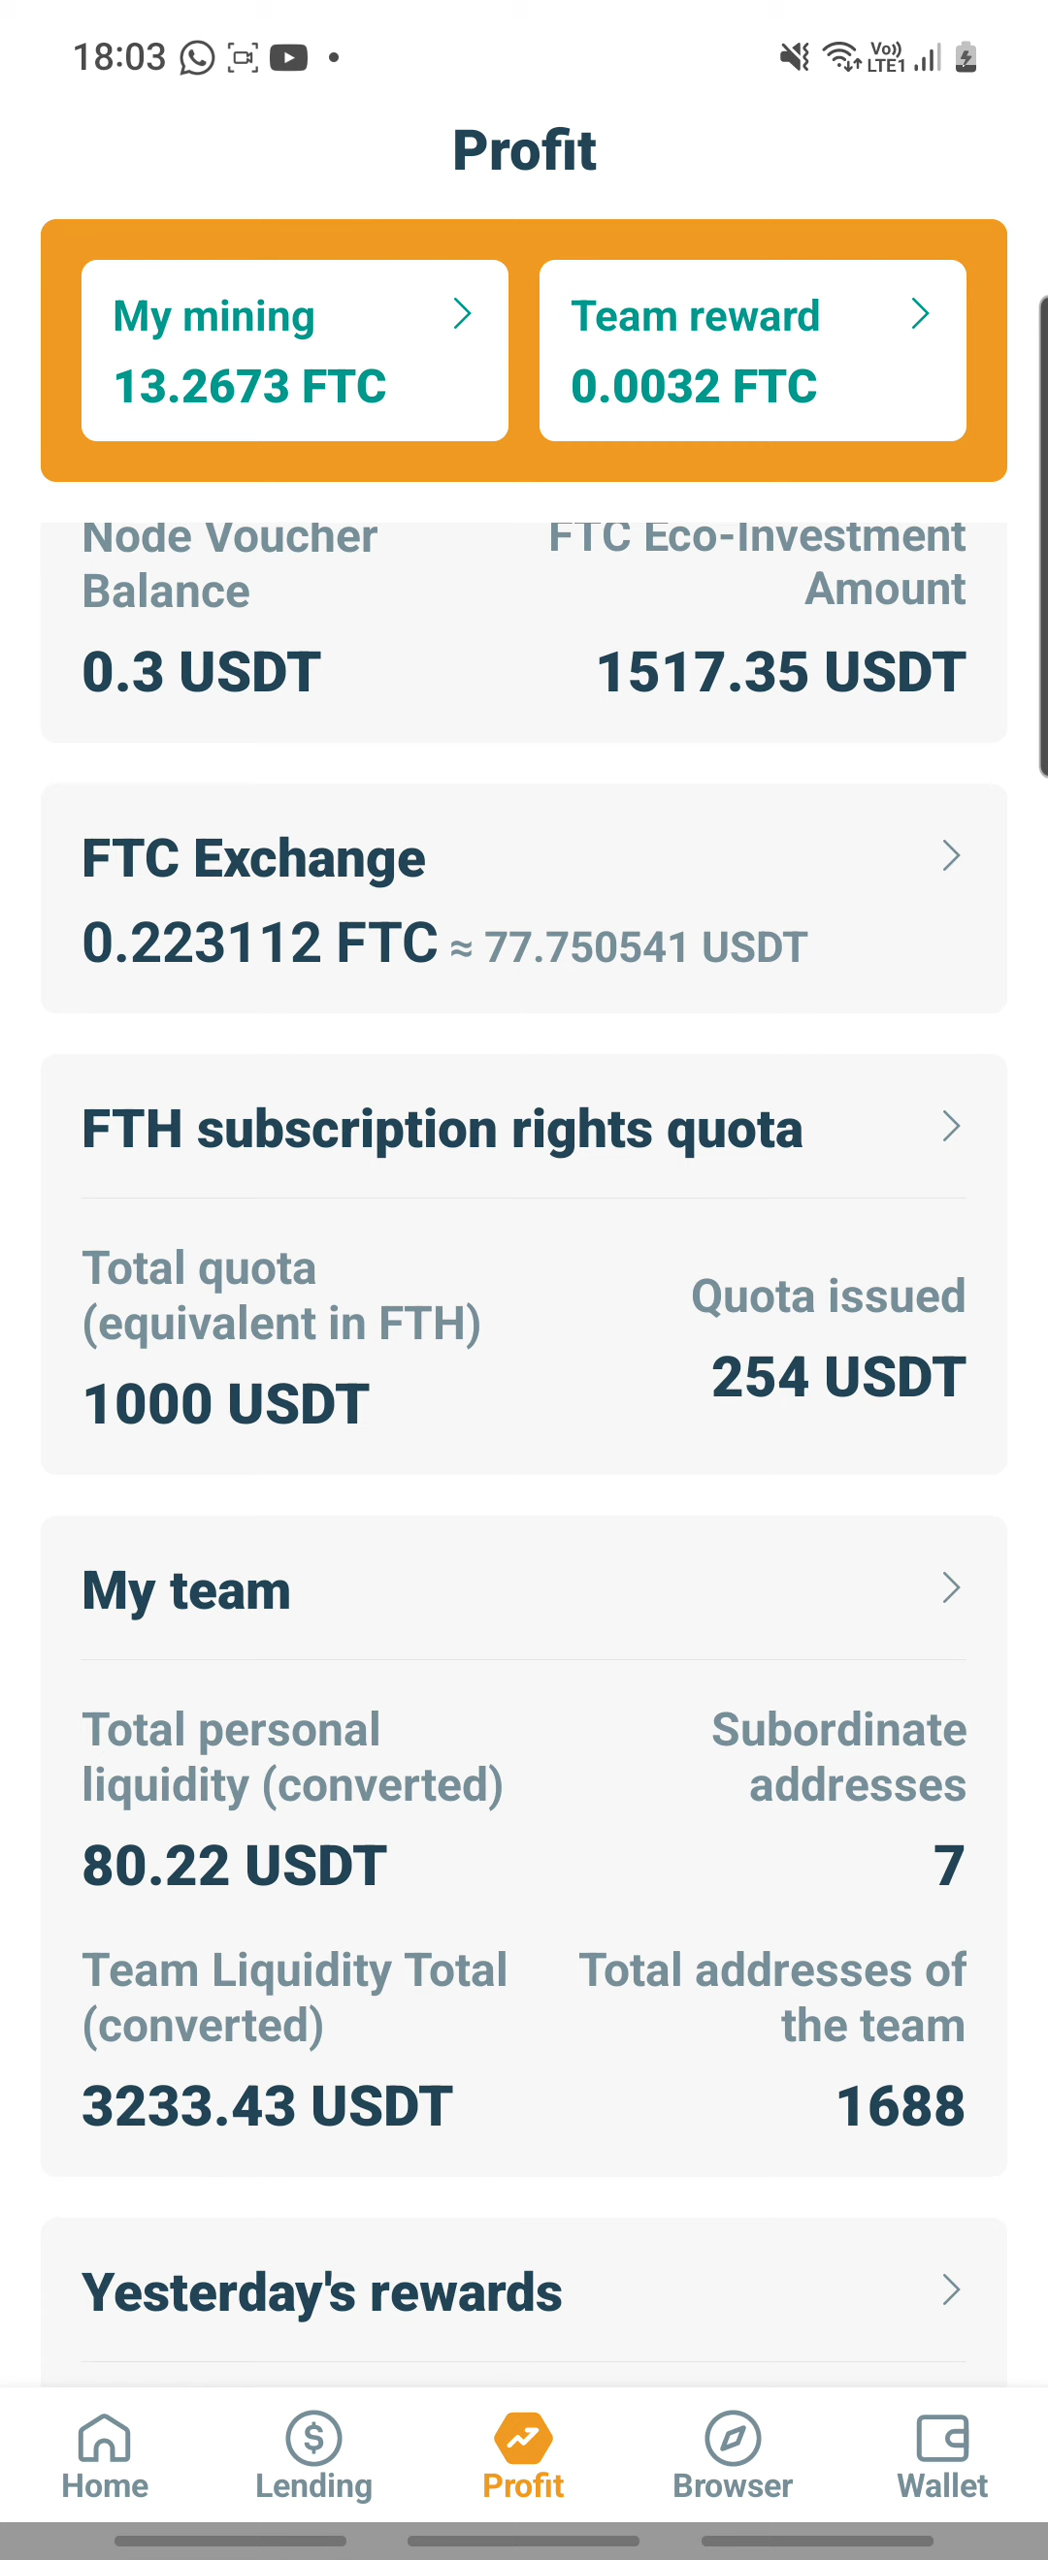 18:03
Vo))
LTE1
Profit
My mining
13.2673 FTC
Team reward
0.0032 FTC
Node Voucher
Balance
0.3 USDT
FTC Eco-Investment
Amount
1517.35 USDT
FTC Exchange
0.223112 FTC ≈ 77.750541 USDT
FTH subscription rights quota
Total quota
(equivalent in FTH)
1000 USDT
Quota issued
254 USDT
My team
Total personal
liquidity (converted)
80.22 USDT
Subordinate
addresses
7
Team Liquidity Total
(converted)
3233.43 USDT
Total addresses of
the team
1688
Yesterday's rewards
Home
Lending
Profit
Browser
Wallet